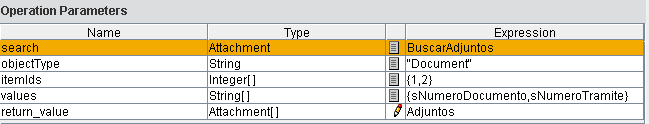 Operation Parameters
Name Type Expression
search Attachment BuscarAdjuntos
objectType String "Document"
itemIds Integer[] {1,2}
values String[] {sNumeroDocumento,sNumeroTramite}
return_value Attachment[] Adjuntos